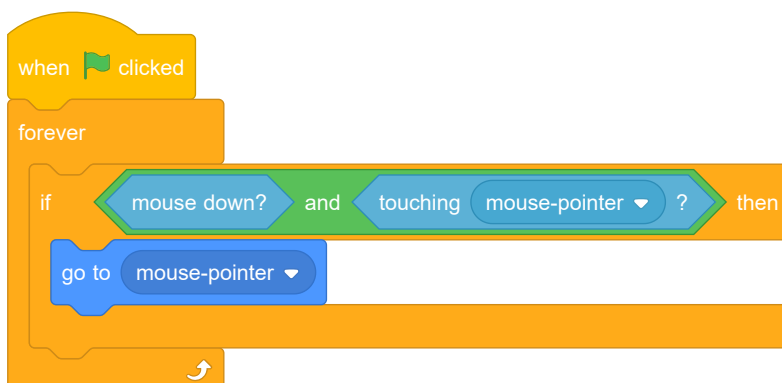 when clicked
forever
if mouse down? and touching mouse-pointer ? then
go to mouse-pointer